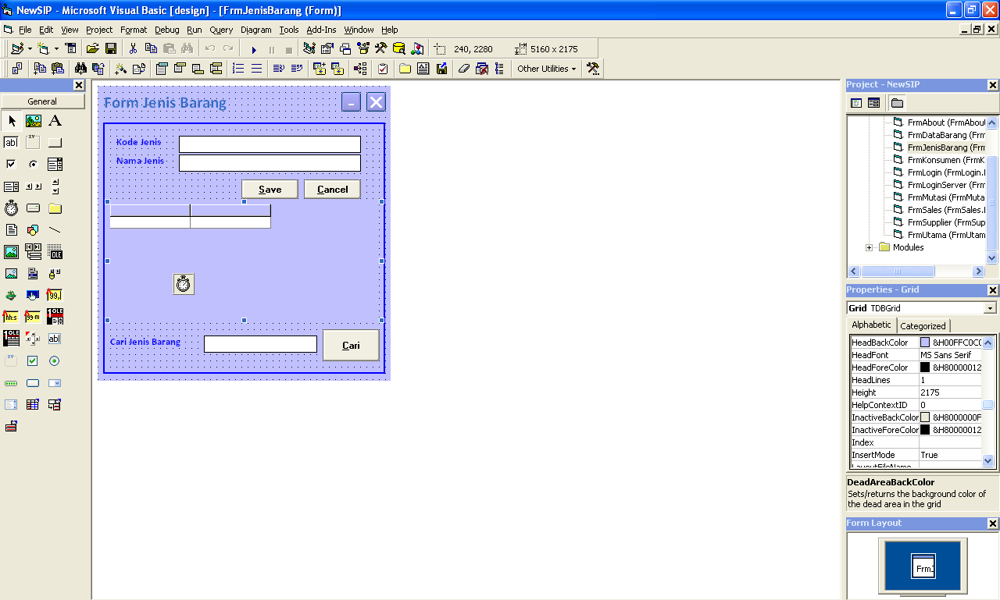 NewSIP - Microsoft Visual Basic [design] - [FrmJenisBarang (Form)]
File Edit View Project Format Debug Run Query Diagram Tools Add-Ins Window Help
240, 2280 5160 x 2175
Other Utilities
General
Form Jenis Barang
Kode Jenis
Nama Jenis
Save Cancel
Cari Jenis Barang Cari
Project - NewSIP
FrmAbout (FrmAbou
FrmDataBarang (Frm
FrmJenisBarang (Frm
FrmKonsumen (FrmK
FrmLogin (FrmLogin.
FrmLoginServer (Frm
FrmMutasi (FrmMuta
FrmSales (FrmSales.
FrmSupplier (FrmSup
FrmUtama (FrmUtam
Modules
Properties - Grid
Grid TDBGrid
Alphabetic Categorized
HeadBackColor &H00FFC0C0
HeadFont MS Sans Serif
HeadForeColor &H80000012
HeadLines 1
Height 2175
HelpContextID 0
InactiveBackColor &H8000000F
InactiveForeColor &H80000012
Index
InsertMode True
LayoutFileName
DeadAreaBackColor
Sets/returns the background color of
the dead area in the grid
Form Layout
FrmJ